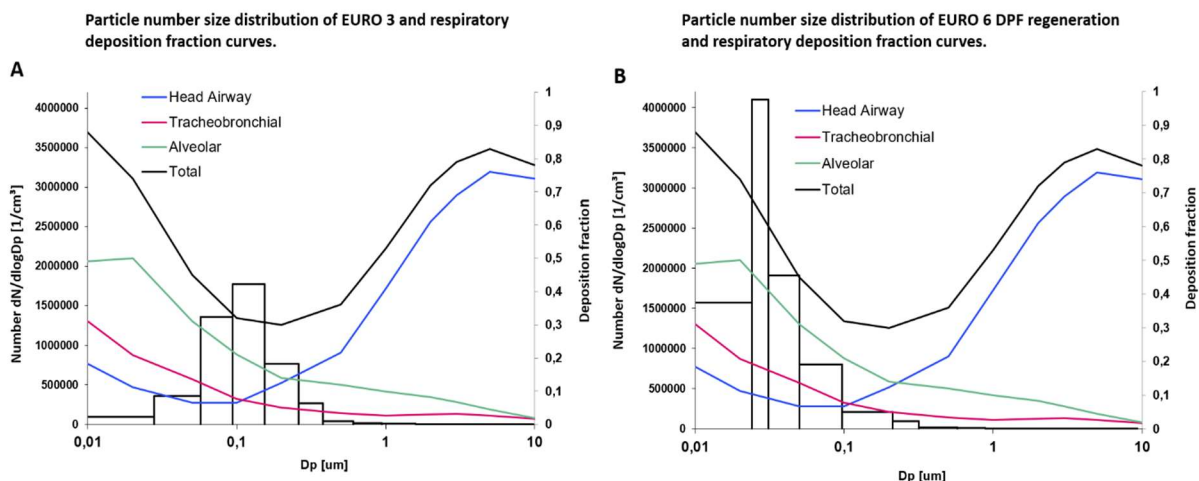 Particle number size distribution of EURO 3 and respiratory
deposition fraction curves.
A
Head Airway
Tracheobronchial
Alveolar
Total
Number dN/dlogDp [1/cm³]
4000000
3500000
3000000
2500000
2000000
1500000
1000000
500000
0
0,01
0,1
1
10
Dp [um]
1
0,9
0,8
0,7
0,6
0,5
0,4
0,3
0,2
0,1
0
Deposition fraction
Particle number size distribution of EURO 6 DPF regeneration
and respiratory deposition fraction curves.
B
Head Airway
Tracheobronchial
Alveolar
Total
Number dN/dlogDp [1/cm³]
4000000
3500000
3000000
2500000
2000000
1500000
1000000
500000
0
0,01
0,1
1
10
Dp [um]
1
0,9
0,8
0,7
0,6
0,5
0,4
0,3
0,2
0,1
0
Deposition fraction